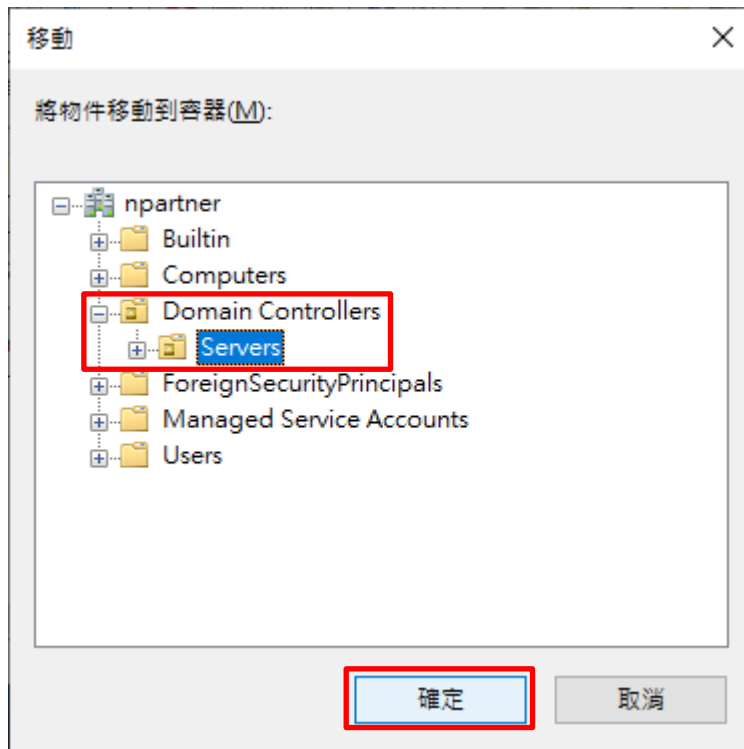 移動
將物件移動到容器(M):
npartner
Builtin
Computers
Domain Controllers
Servers
ForeignSecurityPrincipals
Managed Service Accounts
Users
確定
取消